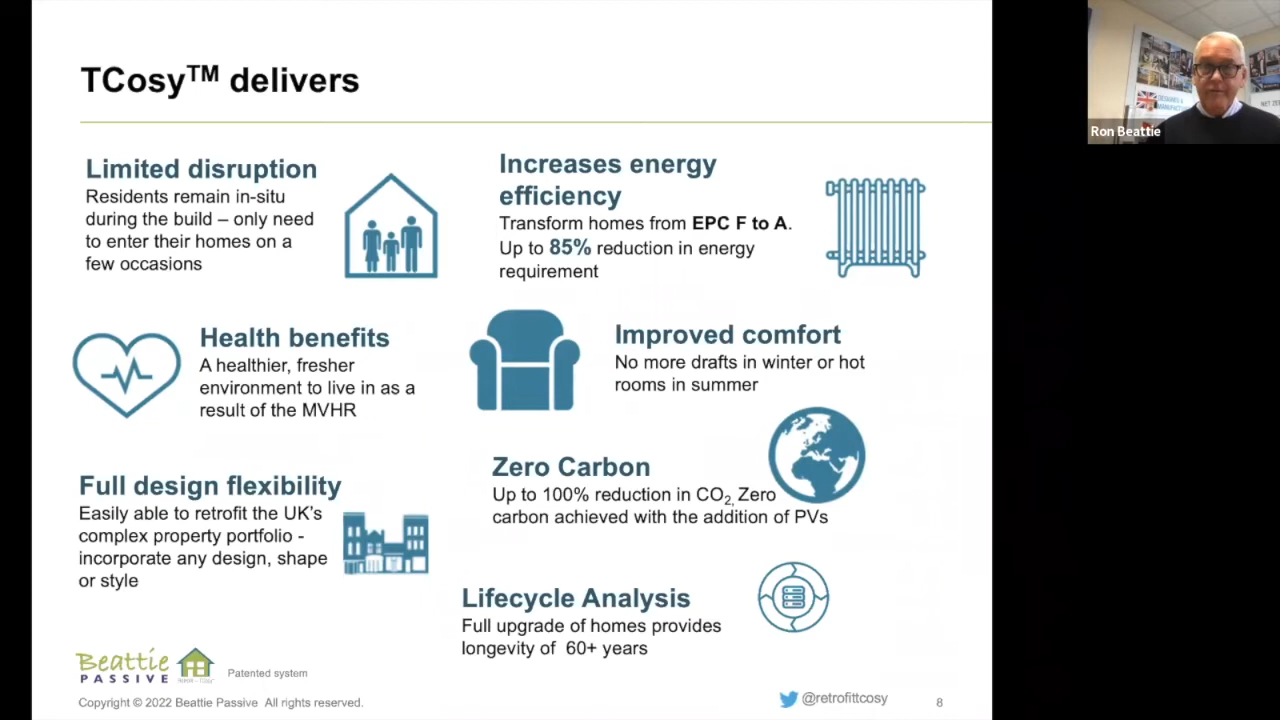 TCosy™ delivers
Limited disruption
Residents remain in-situ
during the build – only need
to enter their homes on a
few occasions
Increases energy
efficiency
Transform homes from EPC F to A.
Up to 85% reduction in energy
requirement
Health benefits
A healthier, fresher
environment to live in as a
result of the MVHR
Improved comfort
No more drafts in winter or hot
rooms in summer
Full design flexibility
Easily able to retrofit the UK's
complex property portfolio -
incorporate any design, shape
or style
Zero Carbon
Up to 100% reduction in CO2, Zero
carbon achieved with the addition of PVs
Lifecycle Analysis
Full upgrade of homes provides
longevity of 60+ years
Beattie
PASSIVE
Patented system
Copyright © 2022 Beattie Passive All rights reserved.
@retrofittcosy
8
DESIGNED &
MANUFACTUR
NET ZE
Ron Beattie